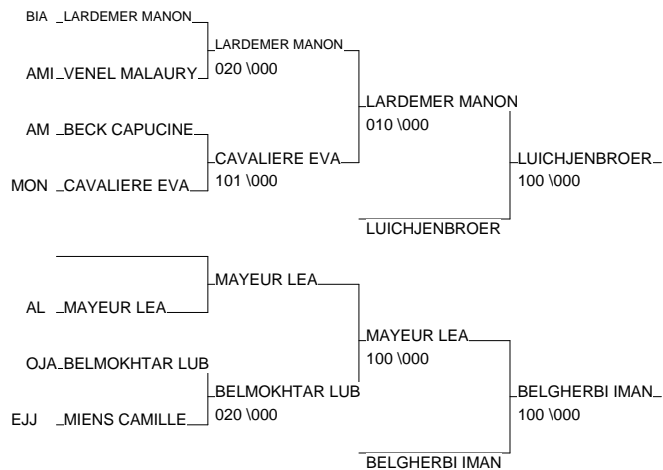 BIA LARDEMER MANON
LARDEMER MANON
AMI VENEL MALAURY
020 \000
LARDEMER MANON
010 \000
AM BECK CAPUCINE
CAVALIERE EVA
101 \000
MON CAVALIERE EVA
LUICHJENBROER
100 \000
LUICHJENBROER
MAYEUR LEA
AL MAYEUR LEA
MAYEUR LEA
100 \000
OJA BELMOKHTAR LUB
BELMOKHTAR LUB
020 \000
EJJ MIENS CAMILLE
BELGHERBI IMAN
100 \000
BELGHERBI IMAN